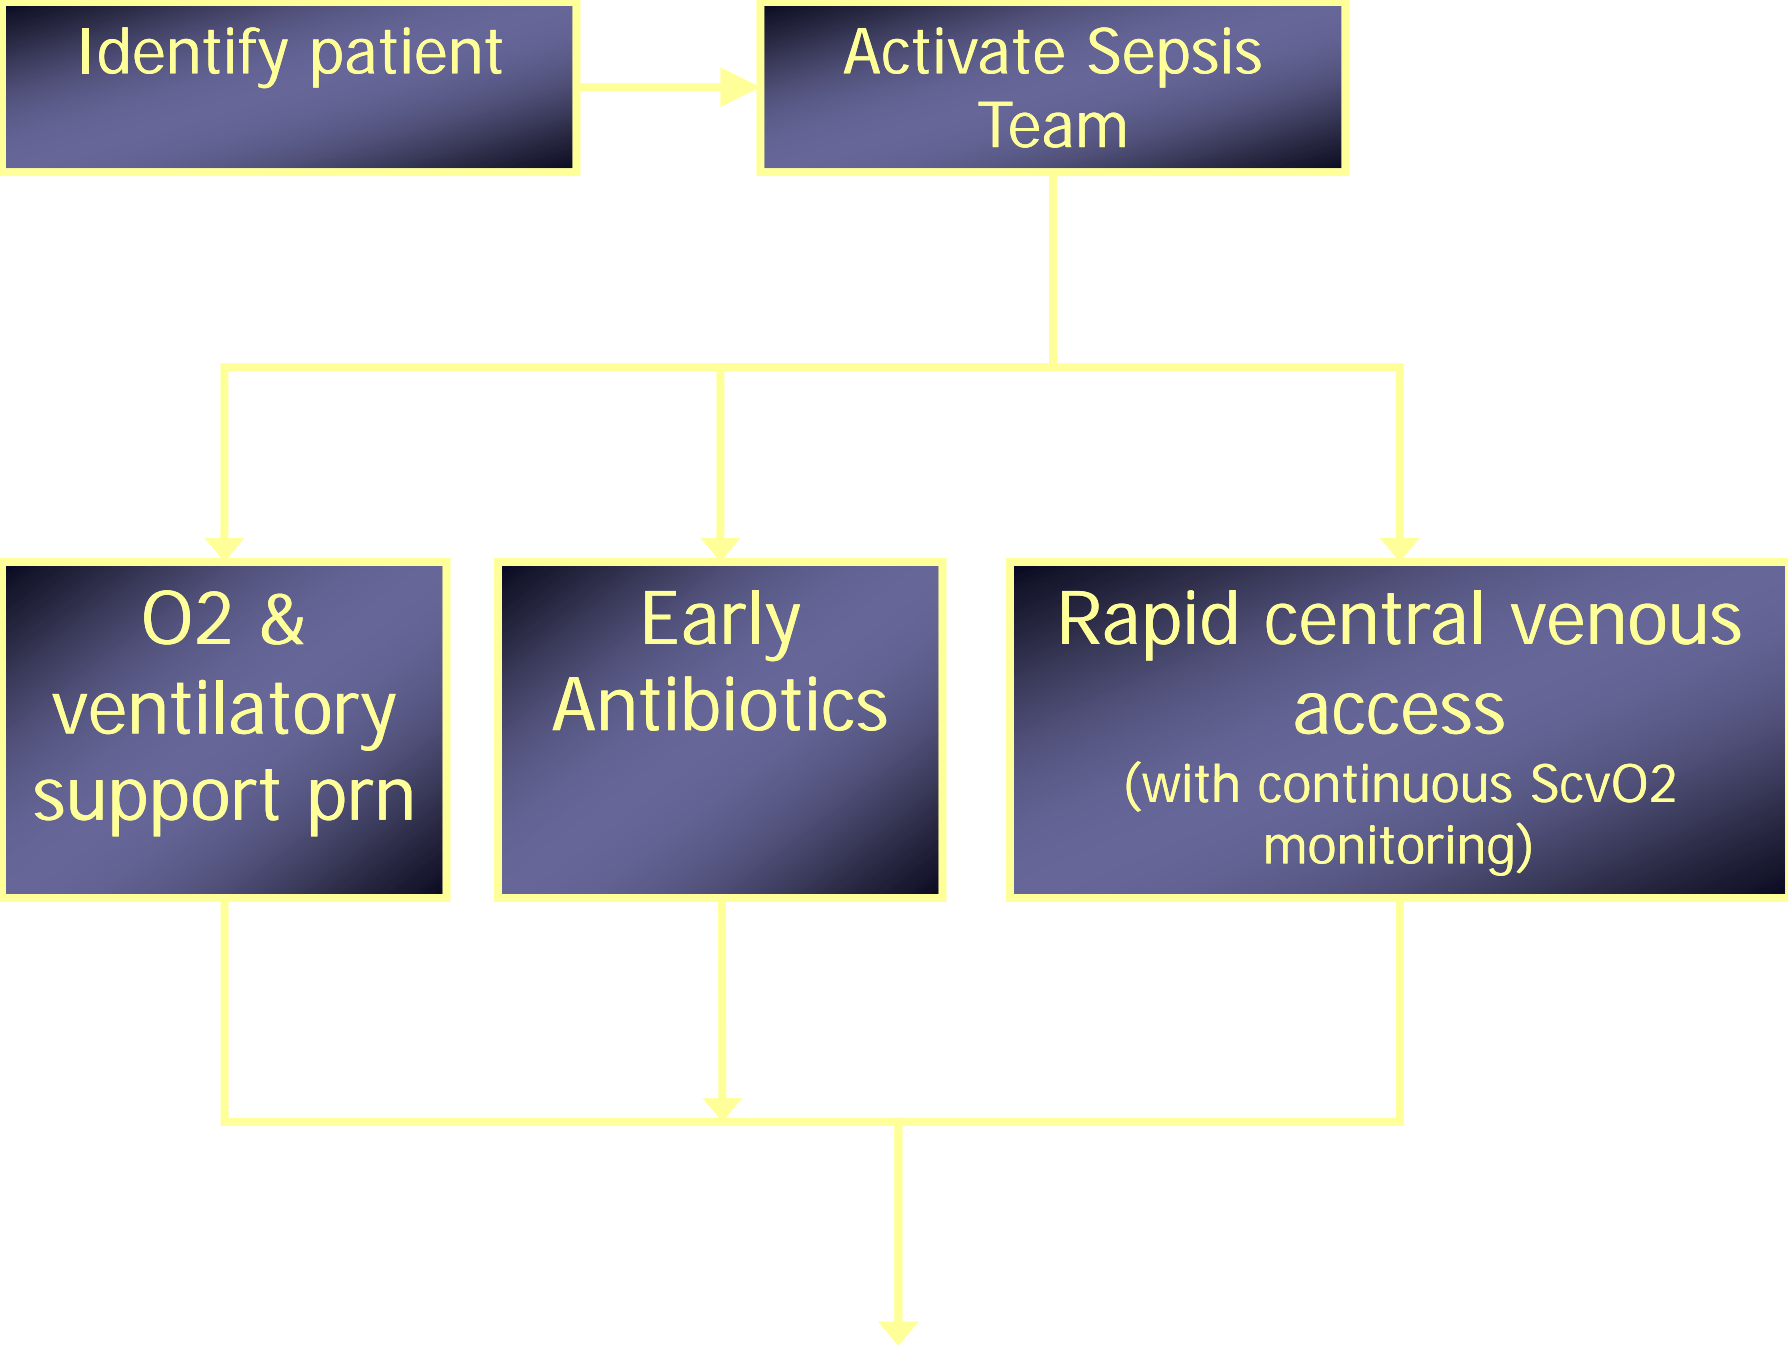 Identify patient
Activate Sepsis
Team
O2 &
ventilatory
support prn
Early
Antibiotics
Rapid central venous
access
(with continuous ScvO2
monitoring)